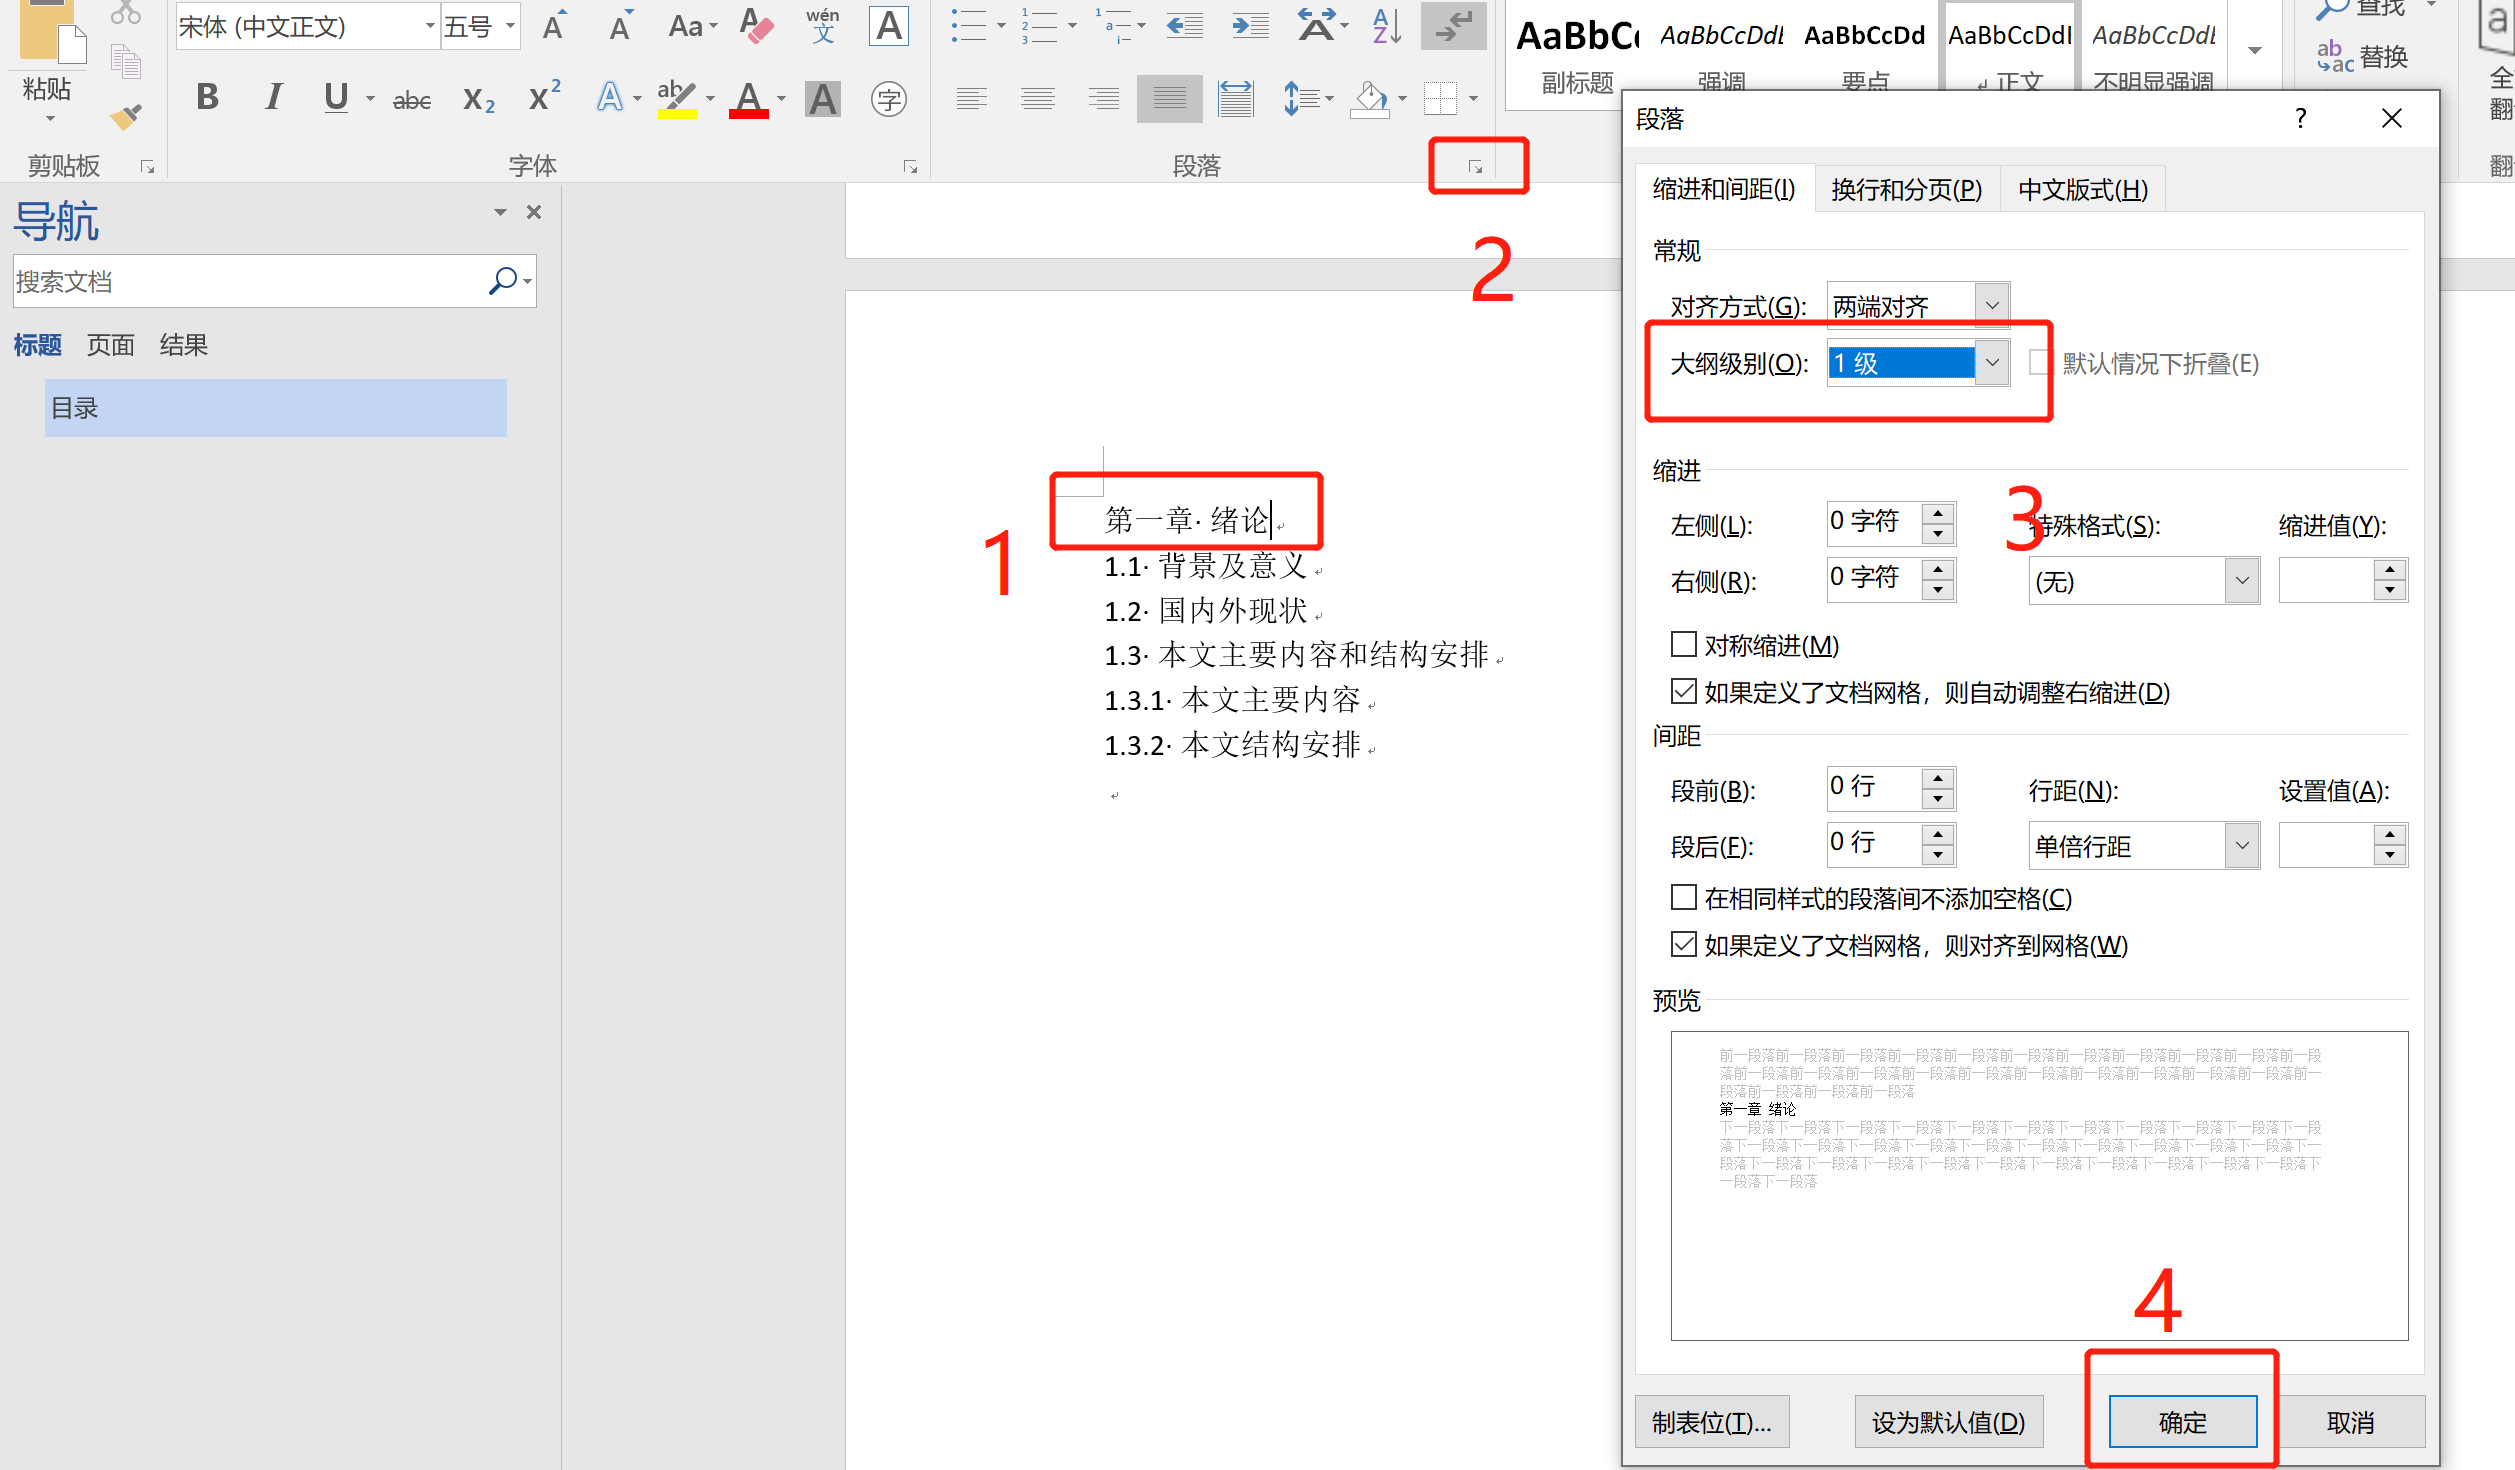 宋体 (中文正文) 五号 A A Aa A wén 文 A
粘贴
B I U abc X₂ X² A ab A A 字
剪贴板 字体 段落
AaBbCc AaBbCcDdE AaBbCcDd AaBbCcDdE AaBbCcDdE
副标题 强调 要点 正文 不明显强调
查找
替换
全
翻
翻
导航
搜索文档
标题 页面 结果
目录
2
1
第一章· 绪论
1.1· 背景及意义
1.2· 国内外现状
1.3· 本文主要内容和结构安排
1.3.1· 本文主要内容
1.3.2· 本文结构安排
段落 ?
缩进和间距(I) 换行和分页(P) 中文版式(H)
常规
对齐方式(G): 两端对齐
大纲级别(O): 1 级 默认情况下折叠(E)
缩进
3
左侧(L): 0 字符 特殊格式(S): 缩进值(Y):
右侧(R): 0 字符 (无)
对称缩进(M)
如果定义了文档网格，则自动调整右缩进(D)
间距
段前(B): 0 行 行距(N): 设置值(A):
段后(F): 0 行 单倍行距
在相同样式的段落间不添加空格(C)
如果定义了文档网格，则对齐到网格(W)
预览
前一段落前一段落前一段落前一段落前一段落前一段落前一段落前一段落前一段落前一段落前一段
落前一段落前一段落前一段落前一段落前一段落前一段落前一段落前一段落前一段落前一段落前一
段落前一段落前一段落前一段落
第一章 绪论
下一段落下一段落下一段落下一段落下一段落下一段落下一段落下一段落下一段落下一段落下一段
落下一段落下一段落下一段落下一段落下一段落下一段落下一段落下一段落下一段落下一段落下一
段落下一段落下一段落下一段落下一段落下一段落下一段落下一段落下一段落下一段落下一段落下
一段落下一段落
4
制表位(T)... 设为默认值(D) 确定 取消